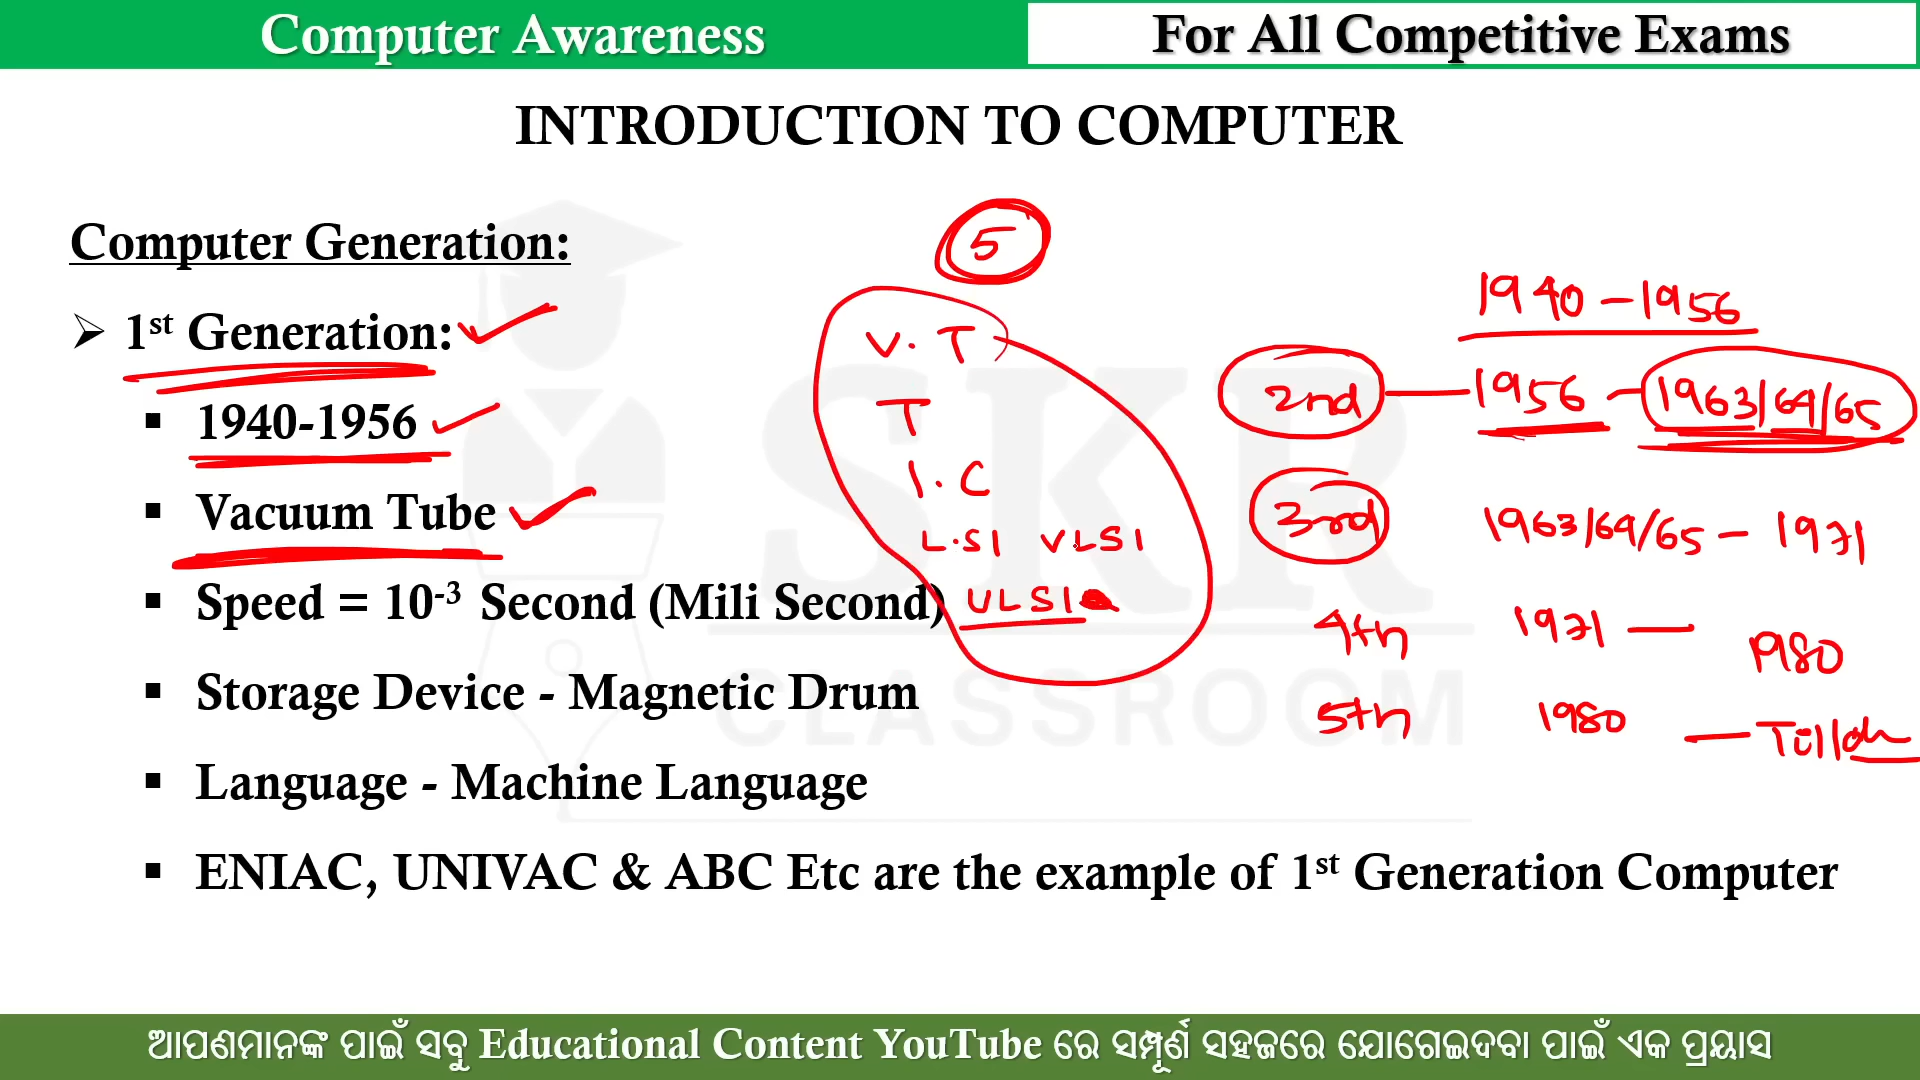 Computer Awareness
For All Competitive Exams
INTRODUCTION TO COMPUTER
Computer Generation:
➢ 1st Generation:
▪ 1940-1956
▪ Vacuum Tube
▪ Speed = 10-3 Second (Mili Second)
▪ Storage Device - Magnetic Drum
▪ Language - Machine Language
▪ ENIAC, UNIVAC & ABC Etc are the example of 1st Generation Computer
5
V. T
T
I. C
L.SI VLSI
ULSI
1940 - 1956
2nd — 1956 - 1963/64/65
3rd 1963/64/65 - 1971
4th 1971 — 1980
5th 1980 — Till
SKR
CLASSROOM
ଆପଣମାନଙ୍କ ପାଇଁ ସବୁ Educational Content YouTube ରେ ସମ୍ପୂର୍ଣ ସହଜରେ ଯୋଗେଇଦବା ପାଇଁ ଏକ ପ୍ରୟାସ